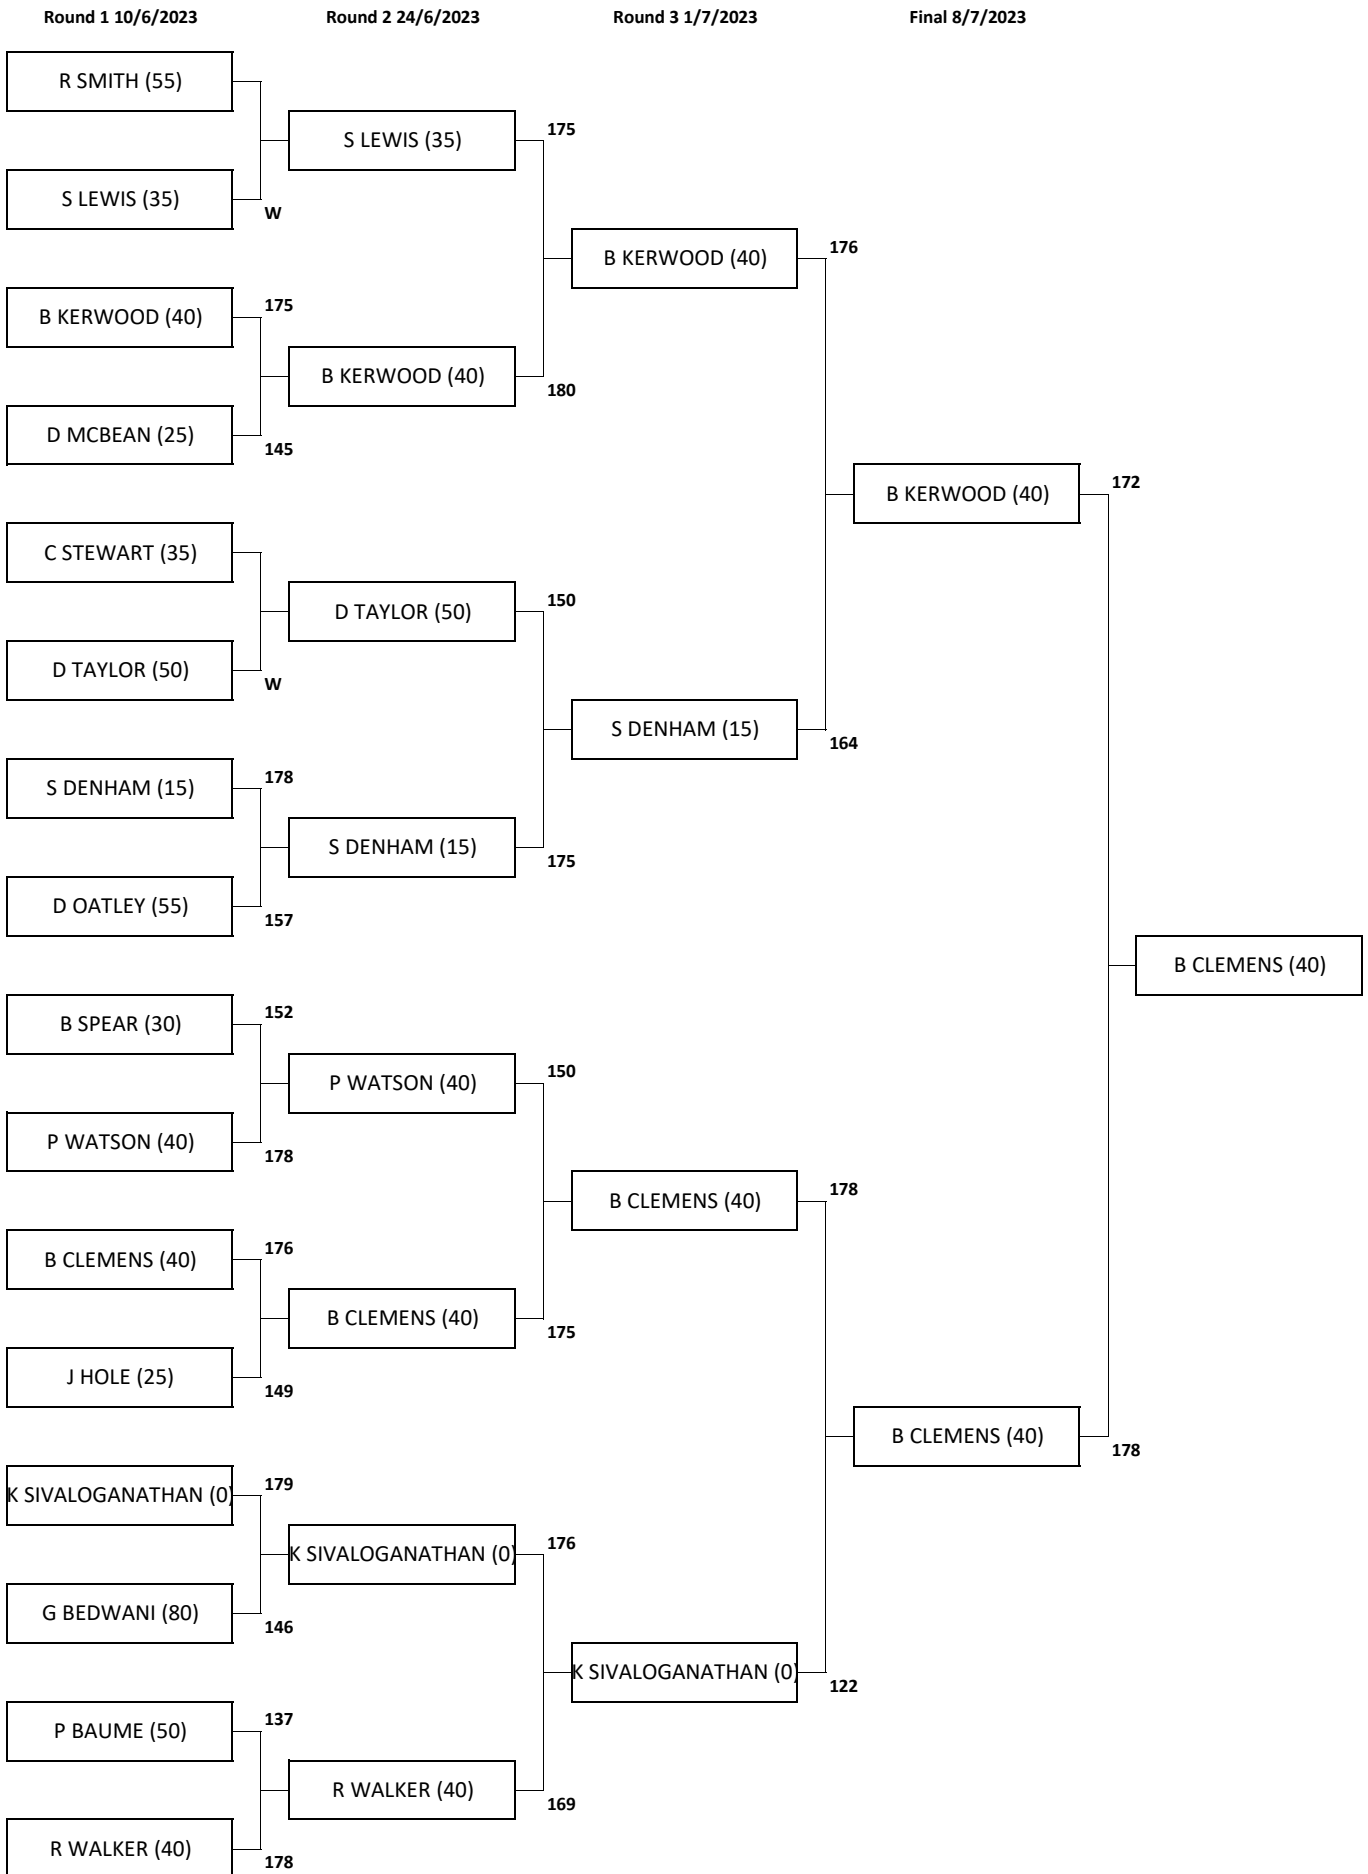 Round 1 10/6/2023 Round 2 24/6/2023 Round 3 1/7/2023 Final 8/7/2023
R SMITH (55)
S LEWIS (35) 175
S LEWIS (35)
W
B KERWOOD (40) 176
B KERWOOD (40) 175
B KERWOOD (40) 180
D MCBEAN (25) 145
B KERWOOD (40) 172
C STEWART (35)
D TAYLOR (50) 150
D TAYLOR (50)
W
S DENHAM (15) 164
S DENHAM (15) 178
S DENHAM (15) 175
D OATLEY (55) 157
B CLEMENS (40)
B SPEAR (30) 152
P WATSON (40) 150
P WATSON (40) 178
B CLEMENS (40) 178
B CLEMENS (40) 176
B CLEMENS (40) 175
J HOLE (25) 149
B CLEMENS (40) 178
K SIVALOGANATHAN (0) 179
K SIVALOGANATHAN (0) 176
G BEDWANI (80) 146
K SIVALOGANATHAN (0) 122
P BAUME (50) 137
R WALKER (40) 169
R WALKER (40) 178